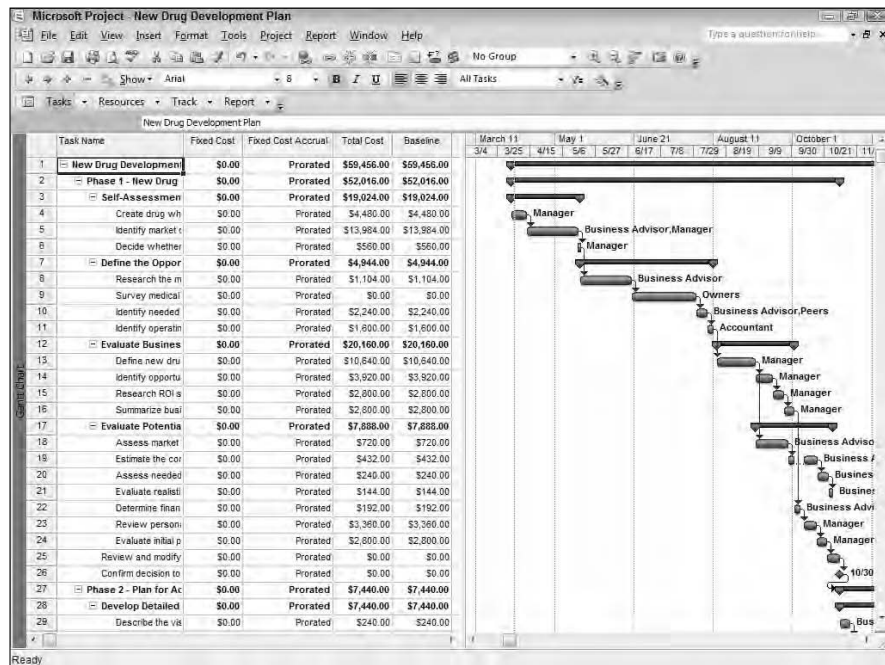 Microsoft Project - New Drug Development Plan
File Edit View Insert Format Tools Project Report Window Help
Type a question for help
No Group
Show Arial 8 B I U All Tasks
Tasks Resources Track Report
New Drug Development Plan
Task Name Fixed Cost Fixed Cost Accrual Total Cost Baseline March 11 May 1 June 21 August 11 October 1
3/4 3/25 4/15 5/6 5/27 6/17 7/8 7/29 8/19 9/9 9/30 10/21 11/
1 New Drug Development $0.00 Prorated $59,456.00 $59,456.00
2 Phase 1 - New Drug $0.00 Prorated $52,016.00 $52,016.00
3 Self-Assessmen $0.00 Prorated $19,024.00 $19,024.00
4 Create drug wh $0.00 Prorated $4,480.00 $4,480.00 Manager
5 Identify market $0.00 Prorated $13,984.00 $13,984.00 Business Advisor,Manager
6 Decide whether $0.00 Prorated $560.00 $560.00 Manager
7 Define the Oppor $0.00 Prorated $4,944.00 $4,944.00
8 Research the m $0.00 Prorated $1,104.00 $1,104.00 Business Advisor
9 Survey medical $0.00 Prorated $0.00 $0.00 Owners
10 Identify needed $0.00 Prorated $2,240.00 $2,240.00 Business Advisor,Peers
11 Identify operatin $0.00 Prorated $1,600.00 $1,600.00 Accountant
12 Evaluate Busines $0.00 Prorated $20,160.00 $20,160.00
13 Define new dru $0.00 Prorated $10,640.00 $10,640.00 Manager
14 Identify opportu $0.00 Prorated $3,920.00 $3,920.00 Manager
15 Research ROI s $0.00 Prorated $2,800.00 $2,800.00 Manager
16 Summarize busi $0.00 Prorated $2,800.00 $2,800.00 Manager
17 Evaluate Potentia $0.00 Prorated $7,888.00 $7,888.00
18 Assess market $0.00 Prorated $720.00 $720.00 Business Adviso
19 Estimate the cor $0.00 Prorated $432.00 $432.00 Business A
20 Assess needed $0.00 Prorated $240.00 $240.00 Busines
21 Evaluate realisti $0.00 Prorated $144.00 $144.00 Busines
22 Determine finan $0.00 Prorated $192.00 $192.00 Business Advi
23 Review person $0.00 Prorated $3,360.00 $3,360.00 Manager
24 Evaluate initial p $0.00 Prorated $2,800.00 $2,800.00 Manager
25 Review and modify $0.00 Prorated $0.00 $0.00
26 Confirm decision to $0.00 Prorated $0.00 $0.00 10/30
27 Phase 2 - Plan for Ac $0.00 Prorated $7,440.00 $7,440.00
28 Develop Detailed $0.00 Prorated $7,440.00 $7,440.00
29 Describe the vis $0.00 Prorated $240.00 $240.00 Bus
Gantt Chart
Ready